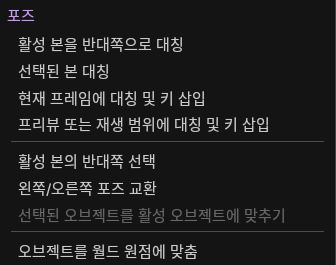 포즈
활성 본을 반대쪽으로 대칭
선택된 본 대칭
현재 프레임에 대칭 및 키 삽입
프리뷰 또는 재생 범위에 대칭 및 키 삽입
활성 본의 반대쪽 선택
왼쪽/오른쪽 포즈 교환
선택된 오브젝트를 활성 오브젝트에 맞추기
오브젝트를 월드 원점에 맞춤